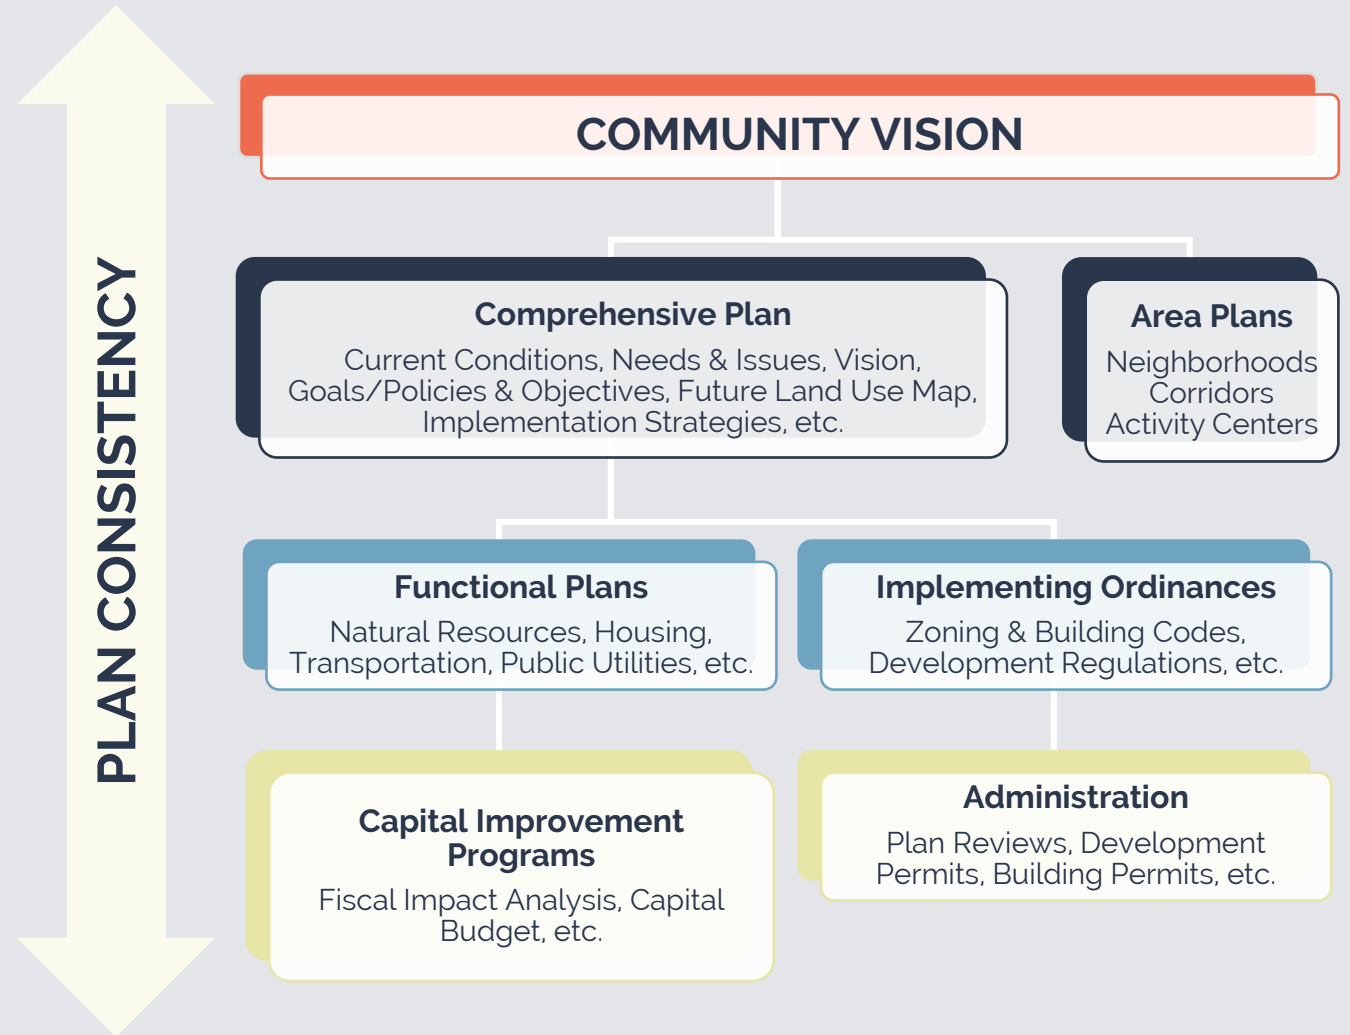 PLAN CONSISTENCY
COMMUNITY VISION
Comprehensive Plan
Current Conditions, Needs & Issues, Vision,
Goals/Policies & Objectives, Future Land Use Map,
Implementation Strategies, etc.
Area Plans
Neighborhoods
Corridors
Activity Centers
Functional Plans
Natural Resources, Housing,
Transportation, Public Utilities, etc.
Implementing Ordinances
Zoning & Building Codes,
Development Regulations, etc.
Capital Improvement
Programs
Fiscal Impact Analysis, Capital
Budget, etc.
Administration
Plan Reviews, Development
Permits, Building Permits, etc.